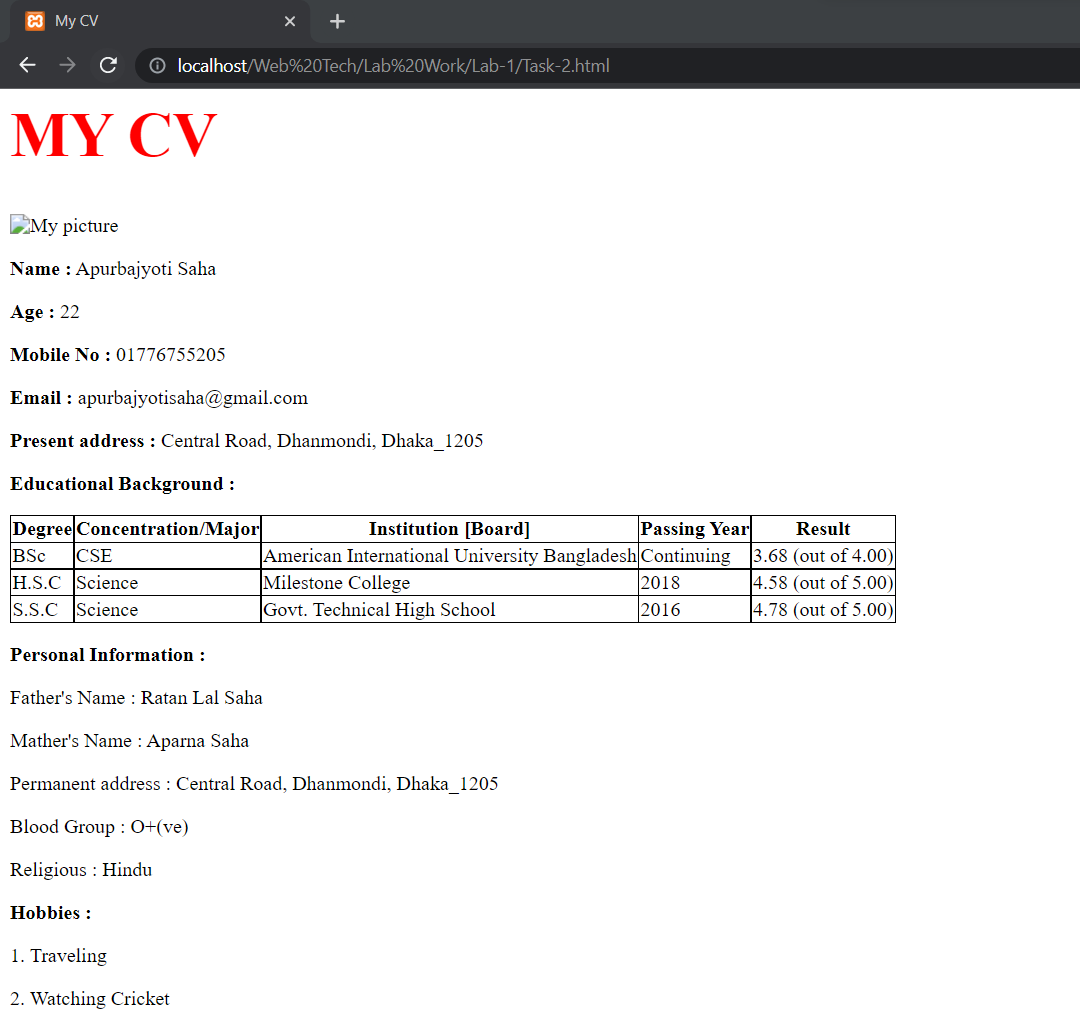 My CV
localhost/Web%20Tech/Lab%20Work/Lab-1/Task-2.html
MY CV
My picture
Name : Apurbajyoti Saha
Age : 22
Mobile No : 01776755205
Email : apurbajyotisaha@gmail.com
Present address : Central Road, Dhanmondi, Dhaka_1205
Educational Background :
Degree Concentration/Major Institution [Board] Passing Year Result
BSc CSE American International University Bangladesh Continuing 3.68 (out of 4.00)
H.S.C Science Milestone College 2018 4.58 (out of 5.00)
S.S.C Science Govt. Technical High School 2016 4.78 (out of 5.00)
Personal Information :
Father's Name : Ratan Lal Saha
Mather's Name : Aparna Saha
Permanent address : Central Road, Dhanmondi, Dhaka_1205
Blood Group : O+(ve)
Religious : Hindu
Hobbies :
1. Traveling
2. Watching Cricket